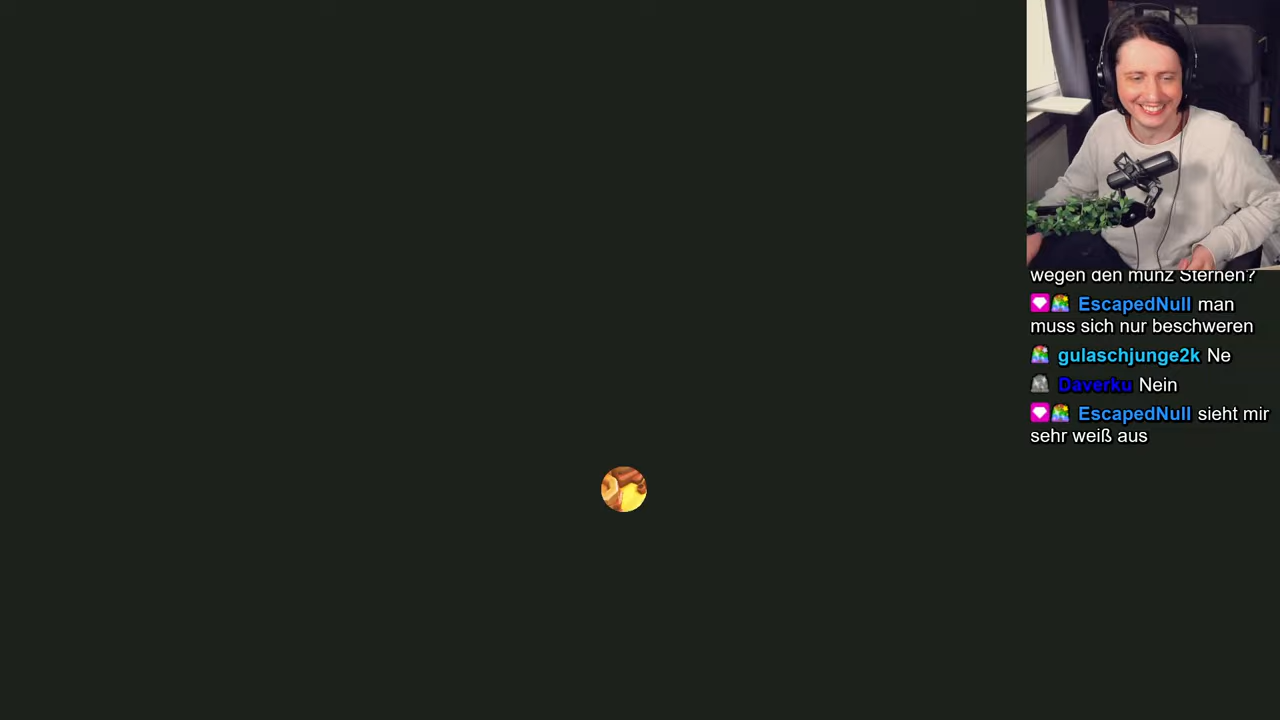 wegen den münz Sternen?
EscapedNull man
muss sich nur beschweren
gulaschjunge2k Ne
Daverku Nein
EscapedNull sieht mir
sehr weiß aus